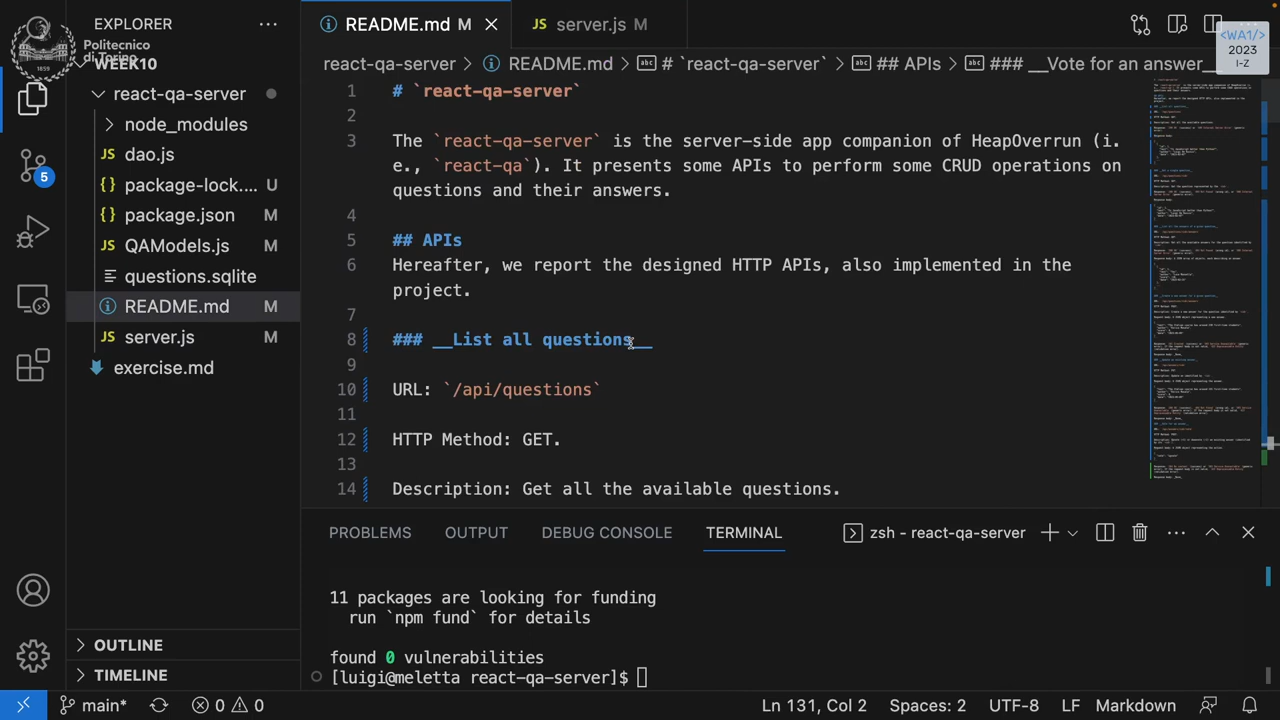 EXPLORER
Politecnico
di Torino
WEEK10
react-qa-server
node_modules
dao.js
package-lock.... U
package.json M
QAModels.js M
questions.sqlite
README.md M
server.js M
exercise.md
OUTLINE
TIMELINE
5
README.md M
server.js M
<WA1/>
2023
I-Z
react-qa-server > README.md > # `react-qa-server` > ## APIs > ### __Vote for an answer__
1 # `react-qa-server`
2
3 The `react-qa-server` is the server-side app companion of HeapOverrun (i.
e., `react-qa`). It presents some APIs to perform some CRUD operations on
question and their answers.
4
5 ## APIs
6 Hereafter, we report the designed HTTP APIs, also implemented in the
project.
7
8 ### __List all questions__
9
10 URL: `/api/questions`
11
12 HTTP Method: GET.
13
14 Description: Get all the available questions.
PROBLEMS OUTPUT DEBUG CONSOLE TERMINAL zsh - react-qa-server
11 packages are looking for funding
run `npm fund` for details
found 0 vulnerabilities
[luigi@meletta react-qa-server]$
main* 0 0 Ln 131, Col 2 Spaces: 2 UTF-8 LF Markdown